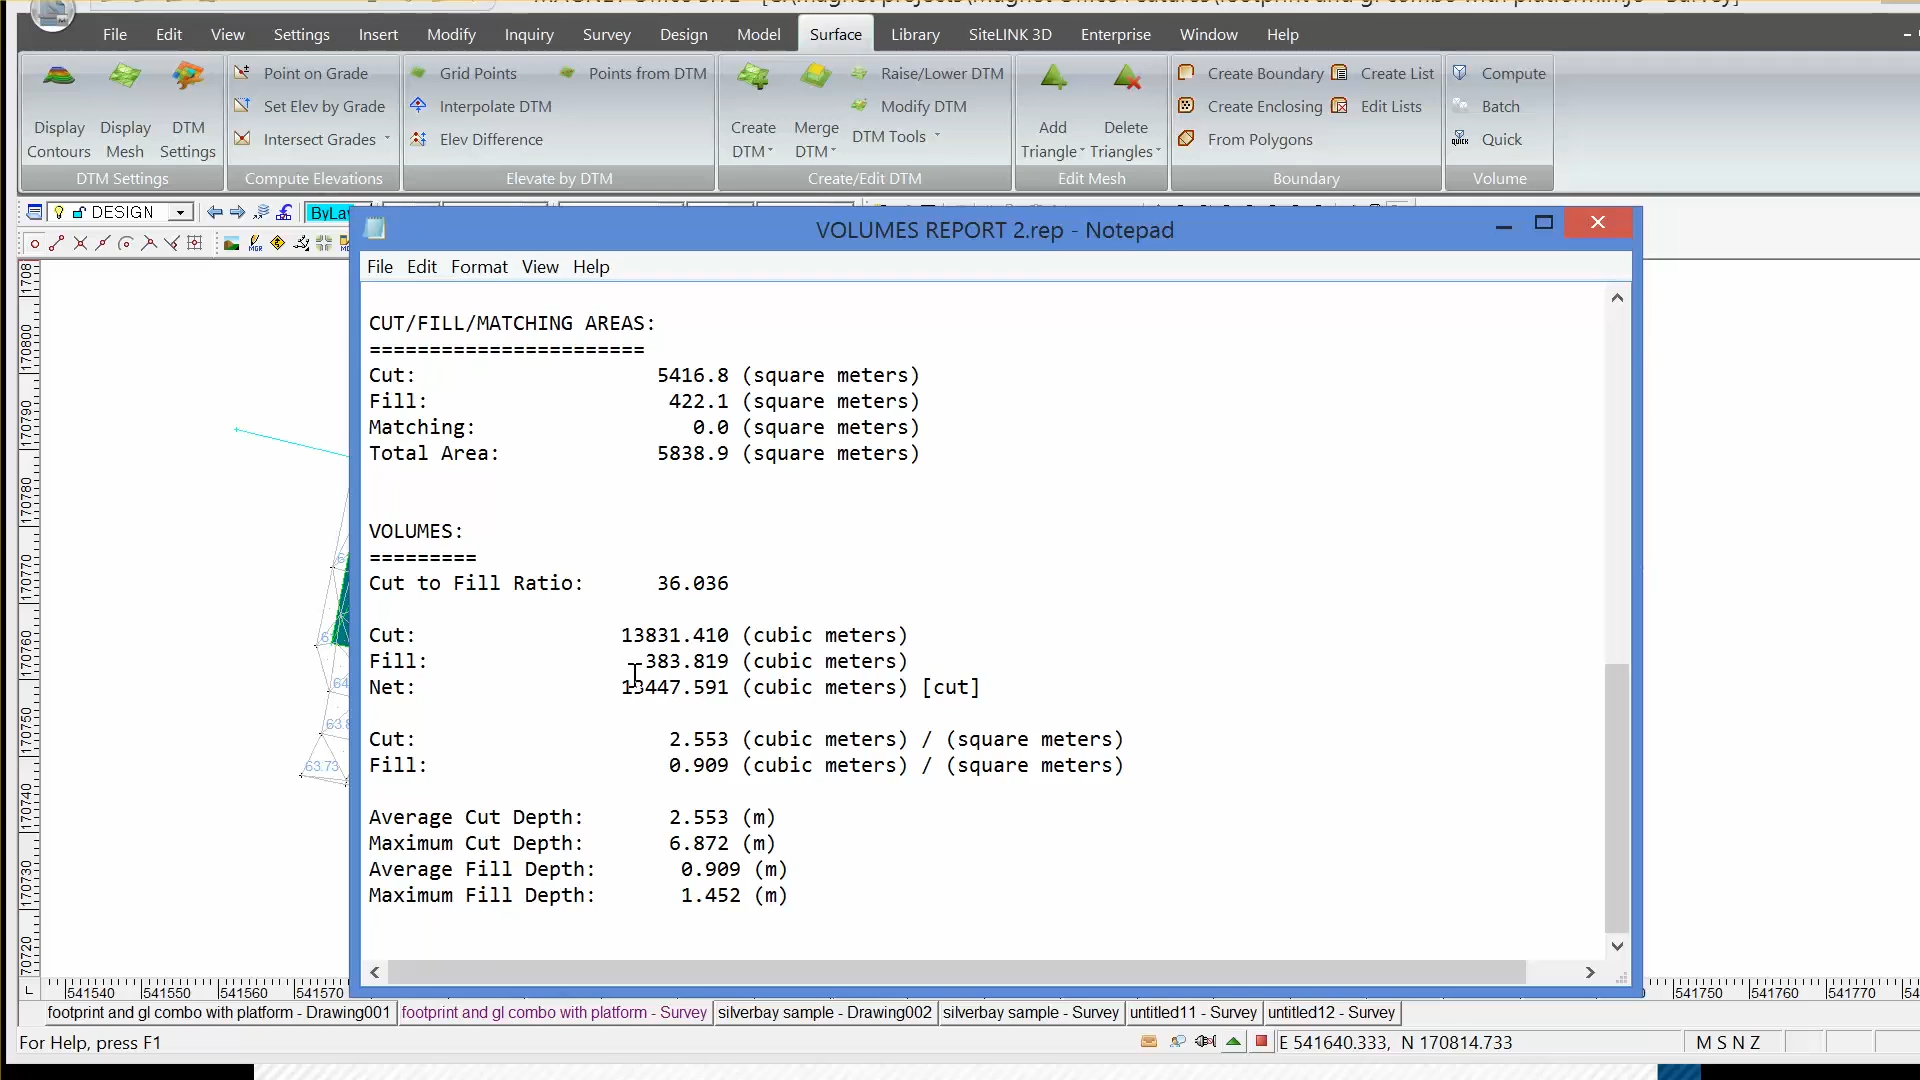 File Edit View Settings Insert Modify Inquiry Survey Design Model Surface Library SiteLINK 3D Enterprise Window Help
Display Contours
Display Mesh
DTM Settings
DTM Settings
Point on Grade
Set Elev by Grade
Intersect Grades
Compute Elevations
Grid Points
Points from DTM
Interpolate DTM
Elev Difference
Elevate by DTM
Create DTM
Merge DTM
Raise/Lower DTM
Modify DTM
DTM Tools
Create/Edit DTM
Add Triangle
Delete Triangles
Edit Mesh
Create Boundary
Create List
Create Enclosing
Edit Lists
From Polygons
Boundary
Compute
Batch
QUICK Quick
Volume
DESIGN
VOLUMES REPORT 2.rep - Notepad
File Edit Format View Help
CUT/FILL/MATCHING AREAS:
=======================
Cut: 5416.8 (square meters)
Fill: 422.1 (square meters)
Matching: 0.0 (square meters)
Total Area: 5838.9 (square meters)
VOLUMES:
=========
Cut to Fill Ratio: 36.036
Cut: 13831.410 (cubic meters)
Fill: 383.819 (cubic meters)
Net: 13447.591 (cubic meters) [cut]
Cut: 2.553 (cubic meters) / (square meters)
Fill: 0.909 (cubic meters) / (square meters)
Average Cut Depth: 2.553 (m)
Maximum Cut Depth: 6.872 (m)
Average Fill Depth: 0.909 (m)
Maximum Fill Depth: 1.452 (m)
170800
170790
170780
170770
170760
170750
170740
170730
63.73
541540 541550 541560 541570 541750 541760 541770
footprint and gl combo with platform - Drawing001
footprint and gl combo with platform - Survey
silverbay sample - Drawing002
silverbay sample - Survey
untitled11 - Survey
untitled12 - Survey
For Help, press F1
E 541640.333, N 170814.733
M S N Z